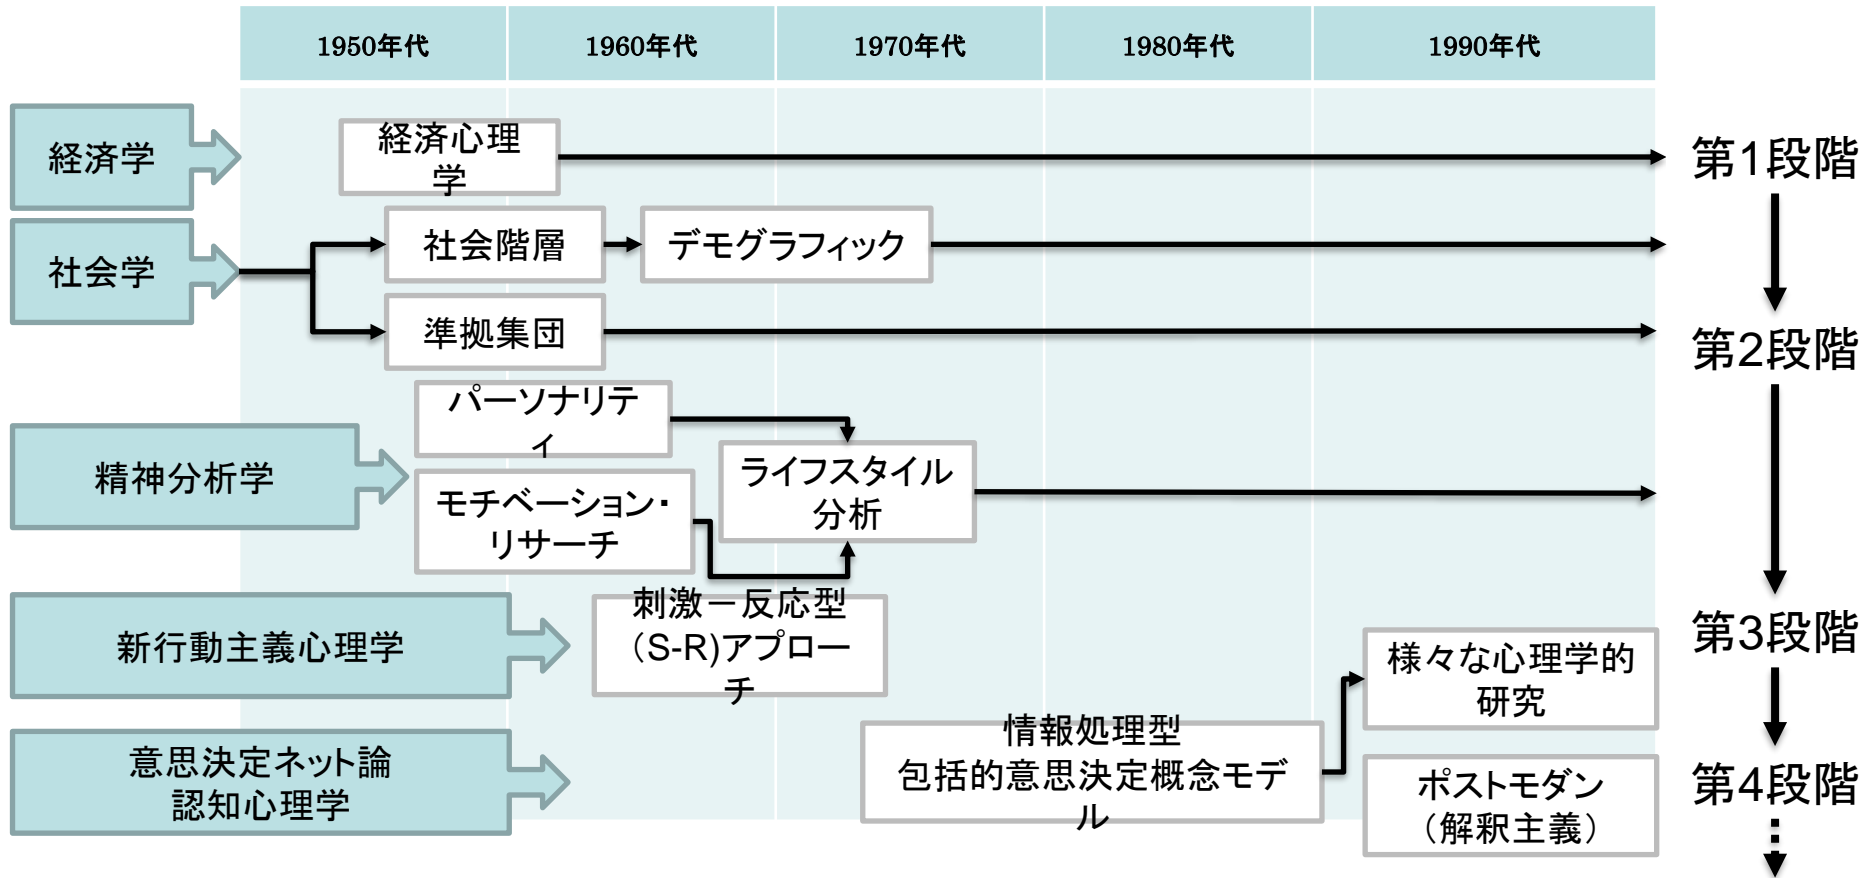 1950年代
1960年代
1970年代
1980年代
1990年代
経済学
経済心理
学
第1段階
社会学
社会階層
デモグラフィック
準拠集団
第2段階
精神分析学
パーソナリテ
ィ
モチベーション・
リサーチ
ライフスタイル
分析
新行動主義心理学
刺激－反応型
（S-R)アプロー
チ
第3段階
様々な心理学的
研究
意思決定ネット論
認知心理学
情報処理型
包括的意思決定概念モデ
ル
ポストモダン
（解釈主義）
第4段階